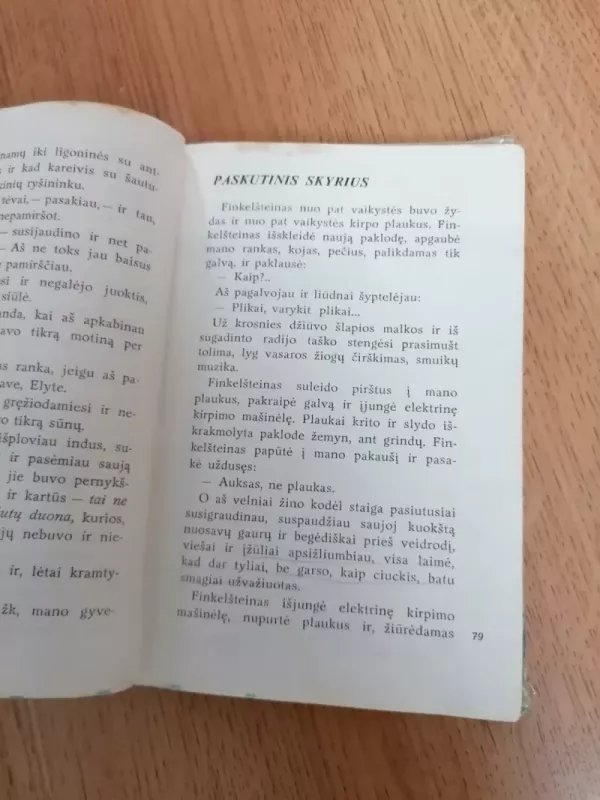 namų iki ligoninės su ant.
s ir kad kareivis su šautu.
kinių ryšininku.
tėvai,— pasakiau,— ir tau,
nepamiršot.
— susijaudino ir net pa-
— Aš ne toks jau baisus
pamirščiau.
si ir negalėjo juoktis,
siūlė.
anda, kai aš apkabinau
avo tikrą motiną per
as ranka, jeigu aš pa-
ave, Elyte.
gręžiodamiesi ir ne-
o tikrą sūnų.
išploviau indus, su-
ir pasėmiau saują
jie buvo pernykš-
ir kartūs — tai ne
utų duona, kurios,
jų nebuvo ir nie-
ir, lėtai kramty-
žk, mano gyve-
PASKUTINIS SKYRIUS
Finkelšteinas nuo pat vaikystės buvo žy-
das ir nuo pat vaikystės kirpo plaukus. Fin-
kelšteinas išskleidė naują paklodę, apgaubė
mano rankas, kojas, pečius, palikdamas tik
galvą, ir paklausė:
— Kaip?..
Aš pagalvojau ir liūdnai šyptelėjau:
— Plikai, varykit plikai...
Už krosnies džiūvo šlapios malkos ir iš
sugadinto radijo taško stengėsi prasimušt
tolima, lyg vasaros žiogų čirškimas, smuikų
muzika.
Finkelšteinas suleido pirštus į mano
plaukus, pakraipė galvą ir įjungė elektrinę
kirpimo mašinėlę. Plaukai krito ir slydo iš-
krakmolyta paklode žemyn, ant grindų. Fin-
kelšteinas papūtė į mano pakaušį ir pasa-
kė uždusęs:
— Auksas, ne plaukas.
O aš velniai žino kodėl staiga pasiutusiai
susigraudinau, suspaudžiau saujoj kuokštą
nuosavų gaurų ir begėdiškai prieš veidrodį,
viešai ir įžūliai apsižliumbiau, visa laimė,
kad dar tyliai, be garso, kaip ciuckis, batu
smagiai užvažiuotas.
Finkelšteinas išjungė elektrinę kirpimo
mašinėlę, nupurtė plaukus ir, žiūrėdamas
79